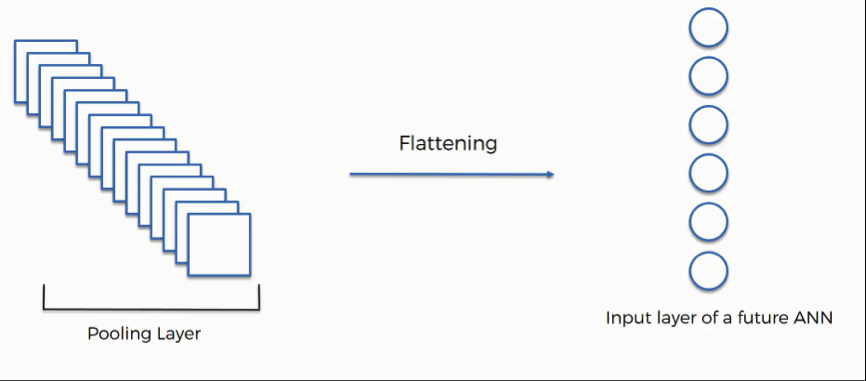 Flattening
Pooling Layer
Input layer of a future ANN